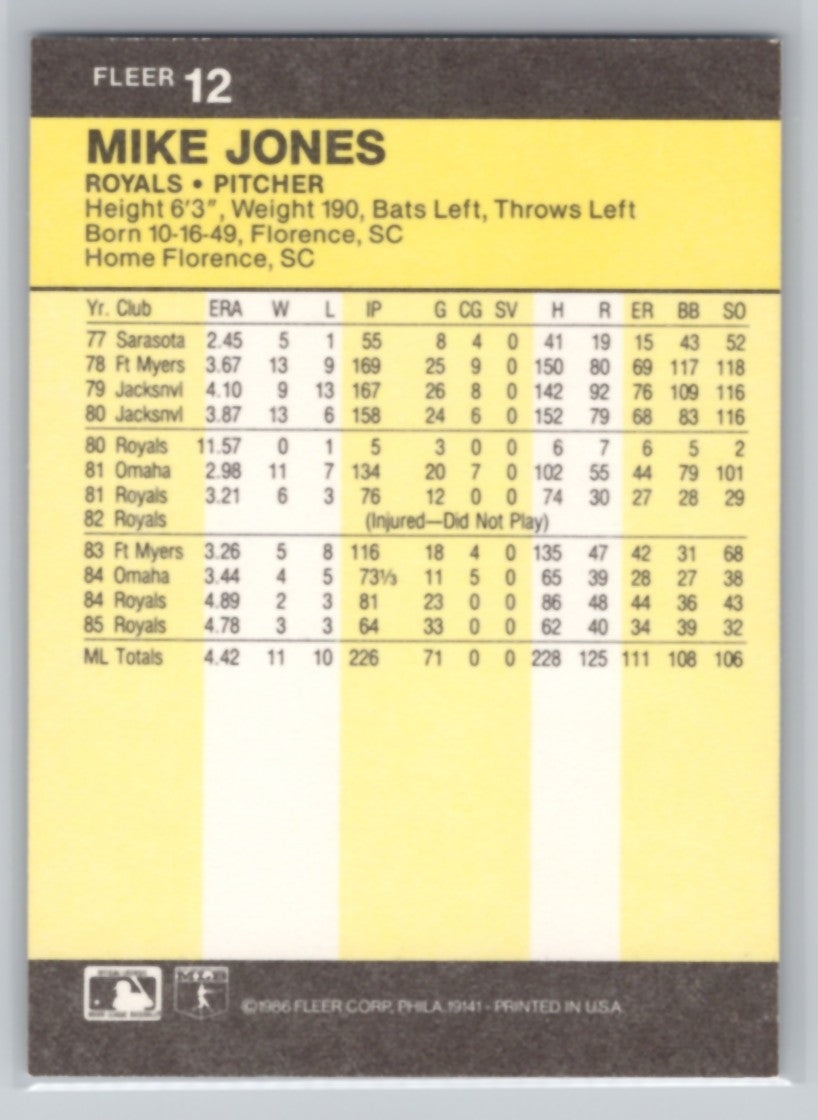 FLEER 12
MIKE JONES
ROYALS • PITCHER
Height 6'3", Weight 190, Bats Left, Throws Left
Born 10-16-49, Florence, SC
Home Florence, SC
Yr. Club ERA W L IP G CG SV H R ER BB SO
77 Sarasota 2.45 5 1 55 8 4 0 41 19 15 43 52
78 Ft Myers 3.67 13 9 169 25 9 0 150 80 69 117 118
79 Jacksnvl 4.10 9 13 167 26 8 0 142 92 76 109 116
80 Jacksnvl 3.87 13 6 158 24 6 0 152 79 68 83 116
80 Royals 11.57 0 1 5 3 0 0 6 7 6 5 2
81 Omaha 2.98 11 7 134 20 7 0 102 55 44 79 101
81 Royals 3.21 6 3 76 12 0 0 74 30 27 28 29
82 Royals (Injured—Did Not Play)
83 Ft Myers 3.26 5 8 116 18 4 0 135 47 42 31 68
84 Omaha 3.44 4 5 73⅓ 11 5 0 65 39 28 27 38
84 Royals 4.89 2 3 81 23 0 0 86 48 44 36 43
85 Royals 4.78 3 3 64 33 0 0 62 40 34 39 32
ML Totals 4.42 11 10 226 71 0 0 228 125 111 108 106
©1986 FLEER CORP. PHILA. 19141 - PRINTED IN U.S.A.